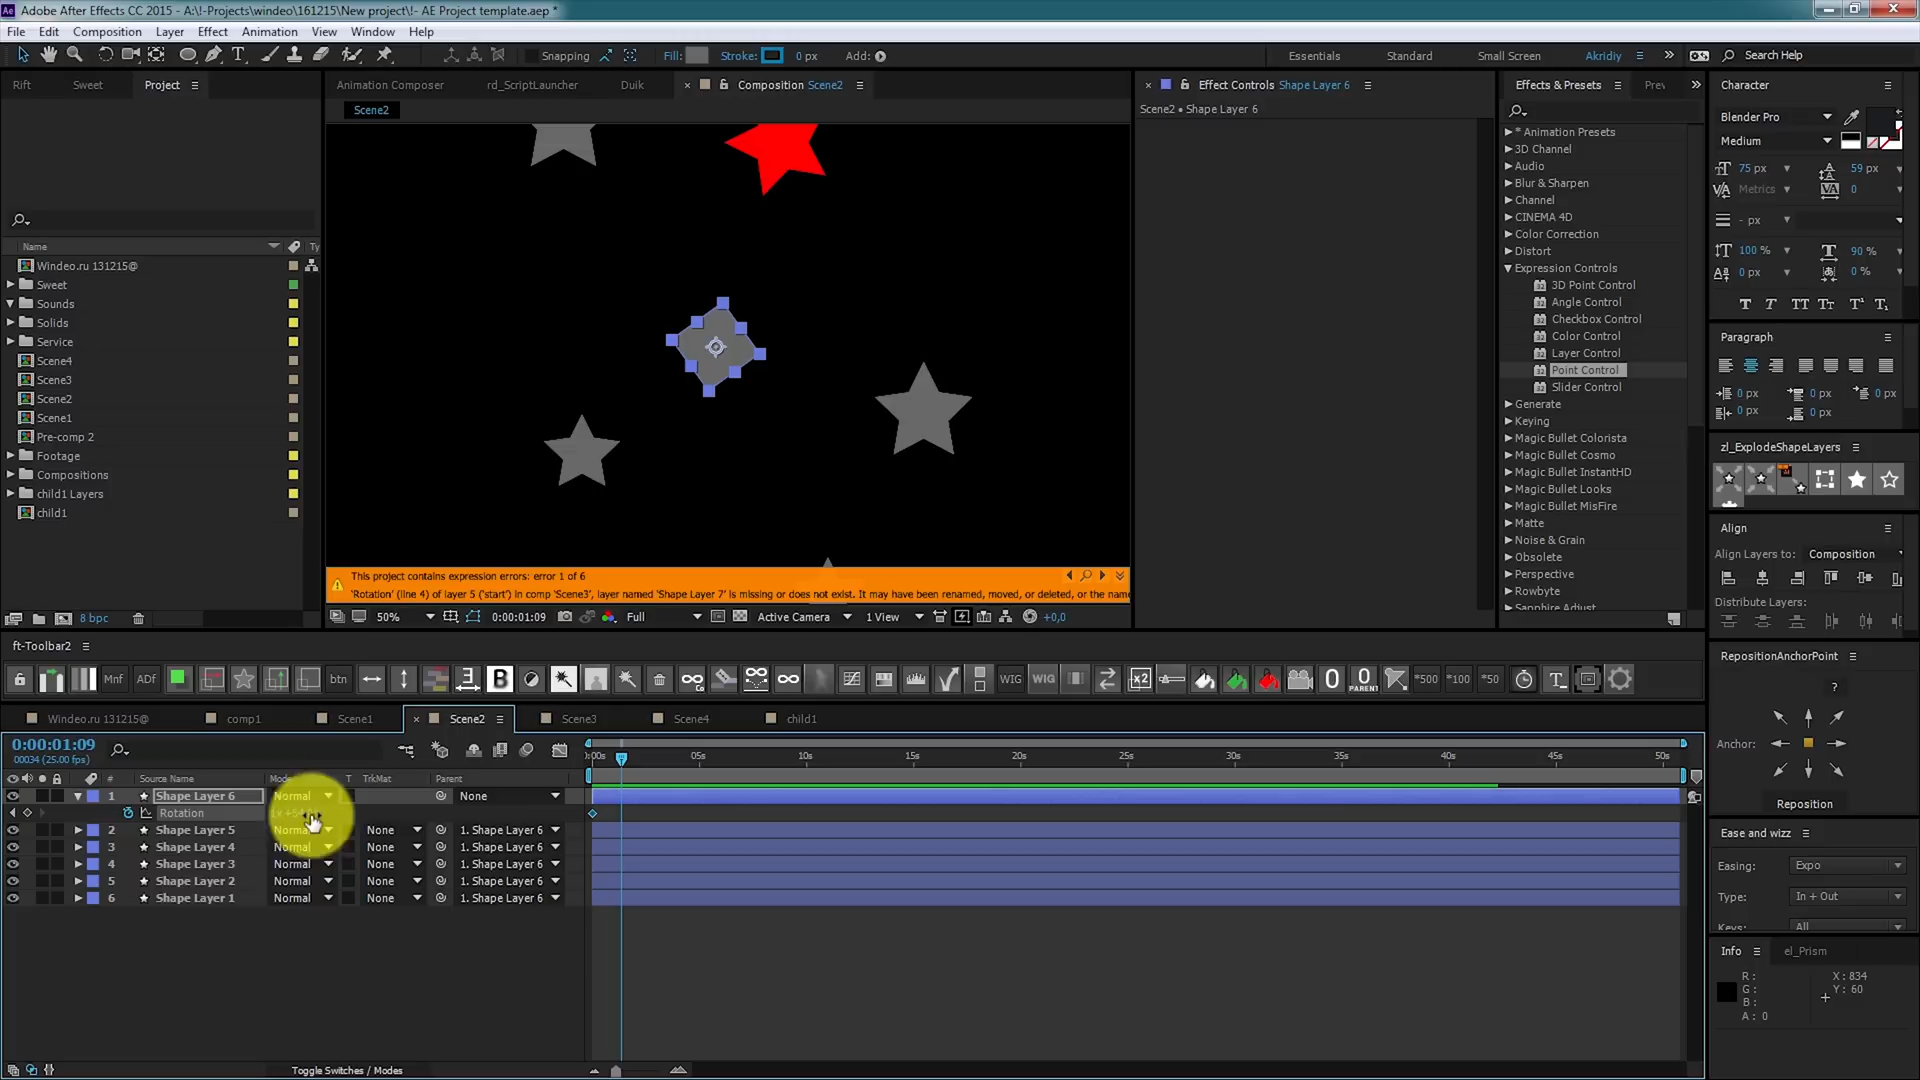 Adobe After Effects CC 2015 - A:\!-Projects\windeo\161215\New project\!- AE Project template.aep *
File Edit Composition Layer Effect Animation View Window Help
Snapping Fill: Stroke: 0 px Add: Essentials Standard Small Screen Akridiy Search Help
Rift Sweet Project
Animation Composer rd_ScriptLauncher Duik Composition Scene2
Scene2
Effect Controls Shape Layer 6
Scene2 • Shape Layer 6
Name Ty
Windeo.ru 131215@
Sweet
Sounds
Solids
Service
Scene4
Scene3
Scene2
Scene1
Pre-comp 2
Footage
Compositions
child1 Layers
child1
8 bpc
This project contains expression errors: error 1 of 6
'Rotation' (line 4) of layer 5 ('start') in comp 'Scene3', layer named 'Shape Layer 7' is missing or does not exist. It may have been renamed, moved, or deleted, or the name
50% 0:00:01:09 Full Active Camera 1 View +0,0
Effects & Presets Prev
* Animation Presets
3D Channel
Audio
Blur & Sharpen
Channel
CINEMA 4D
Color Correction
Distort
Expression Controls
3D Point Control
Angle Control
Checkbox Control
Color Control
Layer Control
Point Control
Slider Control
Generate
Keying
Magic Bullet Colorista
Magic Bullet Cosmo
Magic Bullet InstantHD
Magic Bullet Looks
Magic Bullet MisFire
Matte
Noise & Grain
Obsolete
Perspective
Rowbyte
Sapphire Adjust
Character
Blender Pro
Medium
75 px 59 px
Metrics 0
- px
100 % 90 %
0 px 0 %
T T TT Tт T¹ T₁
Paragraph
0 px 0 px 0 px
0 px 0 px
zl_ExplodeShapeLayers
Align
Align Layers to: Composition
Distribute Layers:
ft-Toolbar2
Mnf ADf btn B WIG WIG x2 0 0 PARENT *500 *100 *50 T
RepositionAnchorPoint
?
Anchor:
Reposition
Windeo.ru 131215@ comp1 Scene1 Scene2 Scene3 Scene4 child1
0:00:01:09
00034 (25.00 fps)
):00s 05s 10s 15s 20s 25s 30s 35s 40s 45s 50s
# Source Name Mode T TrkMat Parent
1 Shape Layer 6 Normal None
Rotation
2 Shape Layer 5 Normal None 1. Shape Layer 6
3 Shape Layer 4 Normal None 1. Shape Layer 6
4 Shape Layer 3 Normal None 1. Shape Layer 6
5 Shape Layer 2 Normal None 1. Shape Layer 6
6 Shape Layer 1 Normal None 1. Shape Layer 6
Toggle Switches / Modes
Ease and wizz
Easing: Expo
Type: In + Out
Keys: All
Info el_Prism
R : X : 834
G : Y : 60
B :
A : 0